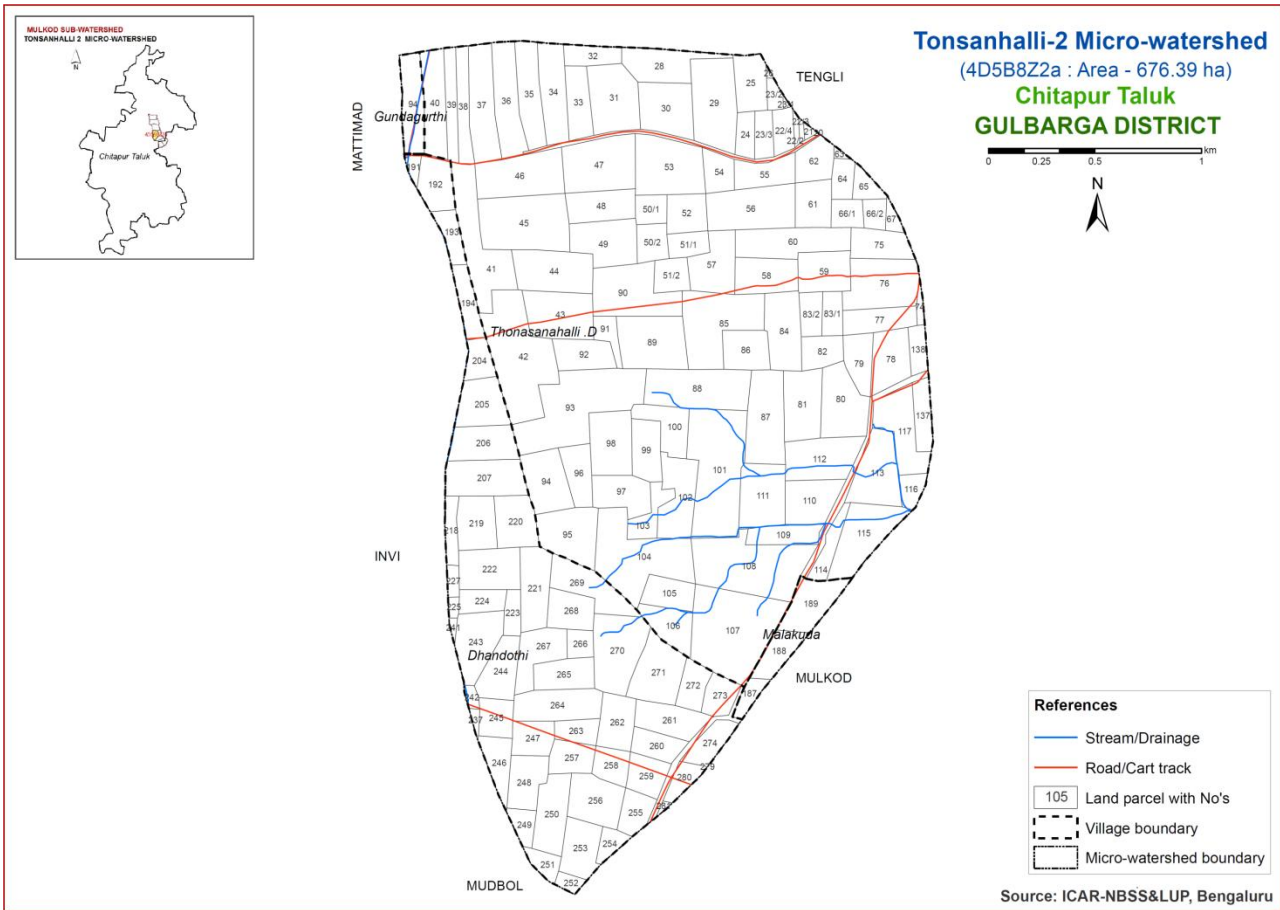 MULKOD SUB-WATERSHED
TONSANHALLI 2 MICRO-WATERSHED
N
Chitapur Taluk
Tonsanhalli-2 Micro-watershed
(4D5B8Z2a : Area - 676.39 ha)
Chitapur Taluk
GULBARGA DISTRICT
0 0.25 0.5 1 km
N
TENGLI
MATTIMAD
Gundagurthi
94 40 39 38 37 36 35 34 33 32 31 28 30 29 25
24 23/3 22/4 23/2 22/2
191 192 46 47 53 54 55 62 64 65
193 45 48 50/1 52 56 61 66/1 66/2 67
49 50/2 51/1 60 75
41 44 51/2 57 58 59 76
194 43 90 83/2 83/1 77 74
Thonasanahalli .D
91 85 84
204 42 92 89 86 82 79 78 138
205 93 88 87 81 80 137
206 98 99 100 117
207 94 96 97 101 112 113
102 111 110 116
218 219 220 95 103 109 115
INVI
222 221 269 104 108 114
227 224 223 268 105 189
225 241 243 267 266 106 107
Malakuda
Dhandothi
270 188
244 265 271 272 273 187
MULKOD
242 264
237 245 262 261
247 263 260 274
246 257 258 259 280 279
248 256 255
249 250 254
251 253
252
MUDBOL
References
Stream/Drainage
Road/Cart track
105 Land parcel with No's
Village boundary
Micro-watershed boundary
Source: ICAR-NBSS&LUP, Bengaluru